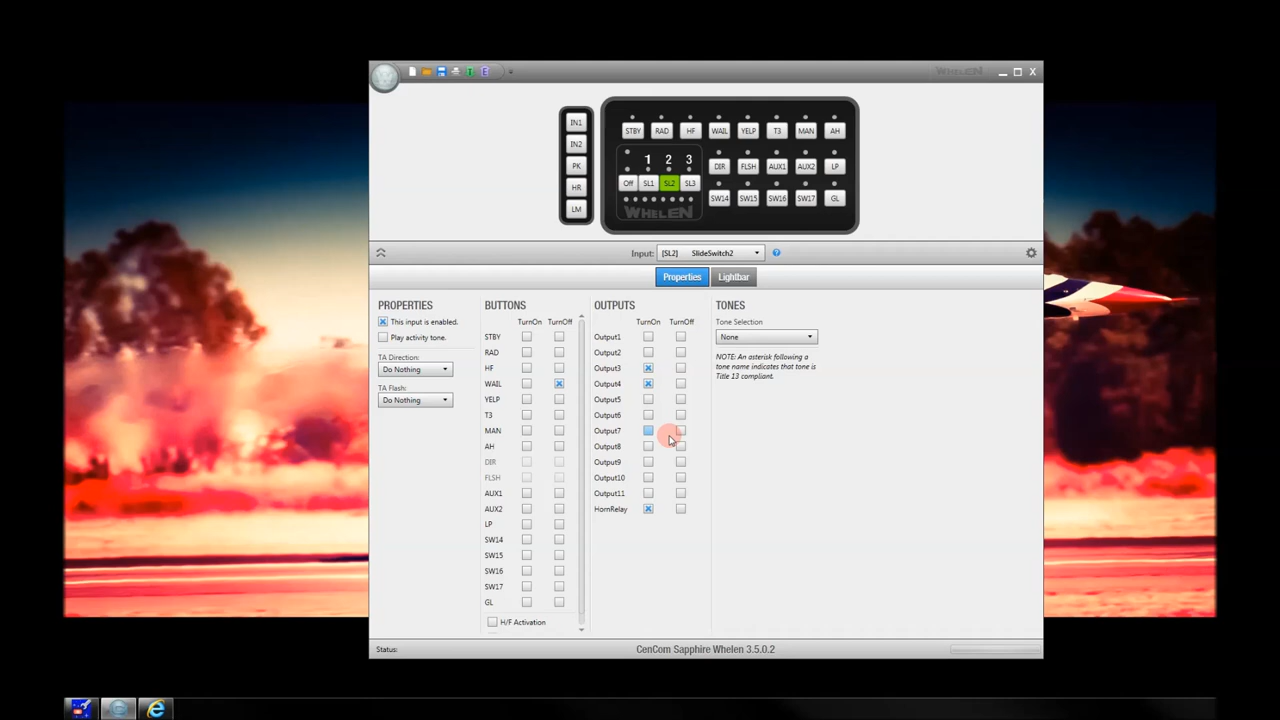 WHELEN
IN1
IN2
PK
HR
LM
STBY RAD HF WAIL YELP T3 MAN AH
1 2 3
DIR FLSH AUX1 AUX2 LP
Off SL1 SL2 SL3
SW14 SW15 SW16 SW17 GL
WHELEN
Input: [SL2] SlideSwitch2
Properties Lightbar
PROPERTIES
This input is enabled.
Play activity tone.
TA Direction:
Do Nothing
TA Flash:
Do Nothing
BUTTONS
TurnOn TurnOff
STBY
RAD
HF
WAIL
YELP
T3
MAN
AH
DIR
FLSH
AUX1
AUX2
LP
SW14
SW15
SW16
SW17
GL
H/F Activation
OUTPUTS
TurnOn TurnOff
Output1
Output2
Output3
Output4
Output5
Output6
Output7
Output8
Output9
Output10
Output11
HornRelay
TONES
Tone Selection
None
NOTE: An asterisk following a
tone name indicates that tone is
Title 13 compliant.
Status: CenCom Sapphire Whelen 3.5.0.2